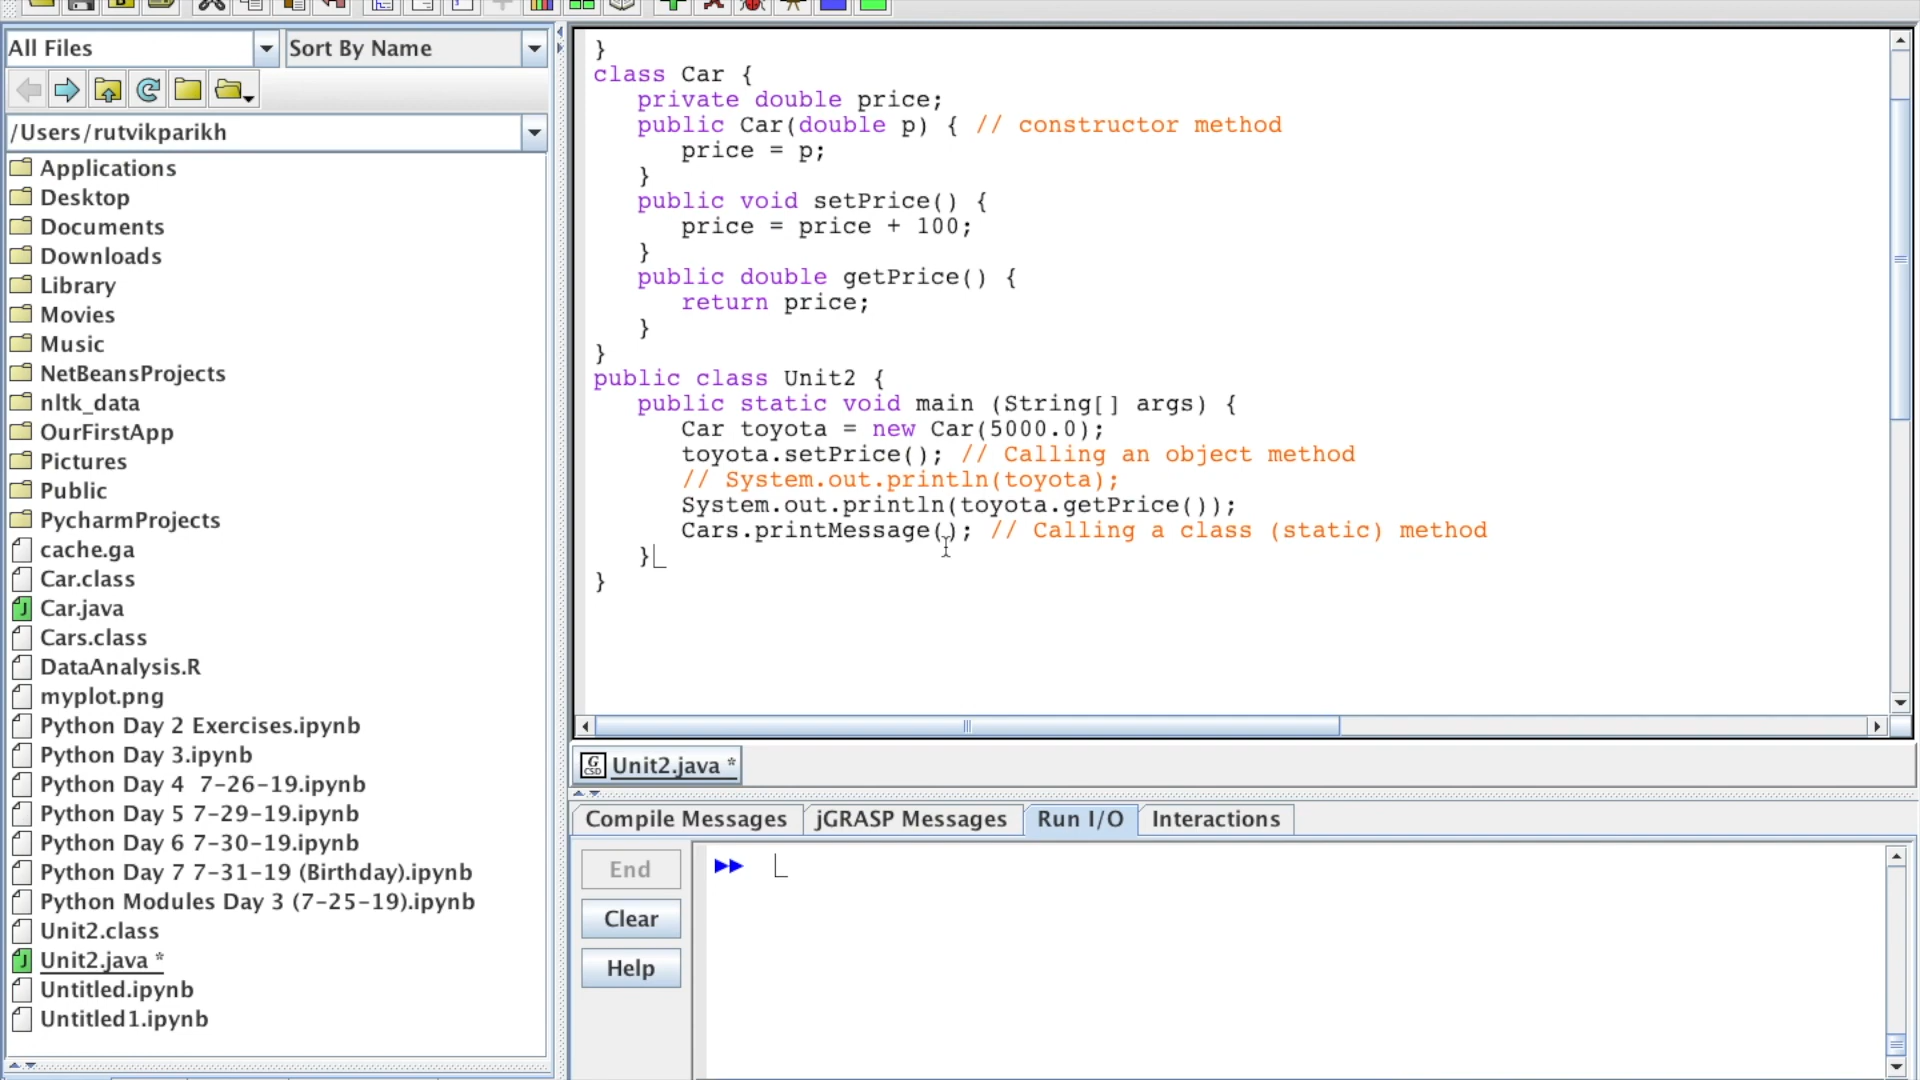 All Files
Sort By Name
/Users/rutvikparikh
Applications
Desktop
Documents
Downloads
Library
Movies
Music
NetBeansProjects
nltk_data
OurFirstApp
Pictures
Public
PycharmProjects
cache.ga
Car.class
Car.java
Cars.class
DataAnalysis.R
myplot.png
Python Day 2 Exercises.ipynb
Python Day 3.ipynb
Python Day 4  7-26-19.ipynb
Python Day 5 7-29-19.ipynb
Python Day 6 7-30-19.ipynb
Python Day 7 7-31-19 (Birthday).ipynb
Python Modules Day 3 (7-25-19).ipynb
Unit2.class
Unit2.java *
Untitled.ipynb
Untitled1.ipynb
}
class Car {
   private double price;
   public Car(double p) { // constructor method
      price = p;
   }
   public void setPrice() {
      price = price + 100;
   }
   public double getPrice() {
      return price;
   }
}
public class Unit2 {
   public static void main (String[] args) {
      Car toyota = new Car(5000.0);
      toyota.setPrice(); // Calling an object method
      // System.out.println(toyota);
      System.out.println(toyota.getPrice());
      Cars.printMessage(); // Calling a class (static) method
   }
}
Unit2.java *
Compile Messages
jGRASP Messages
Run I/O
Interactions
End
Clear
Help